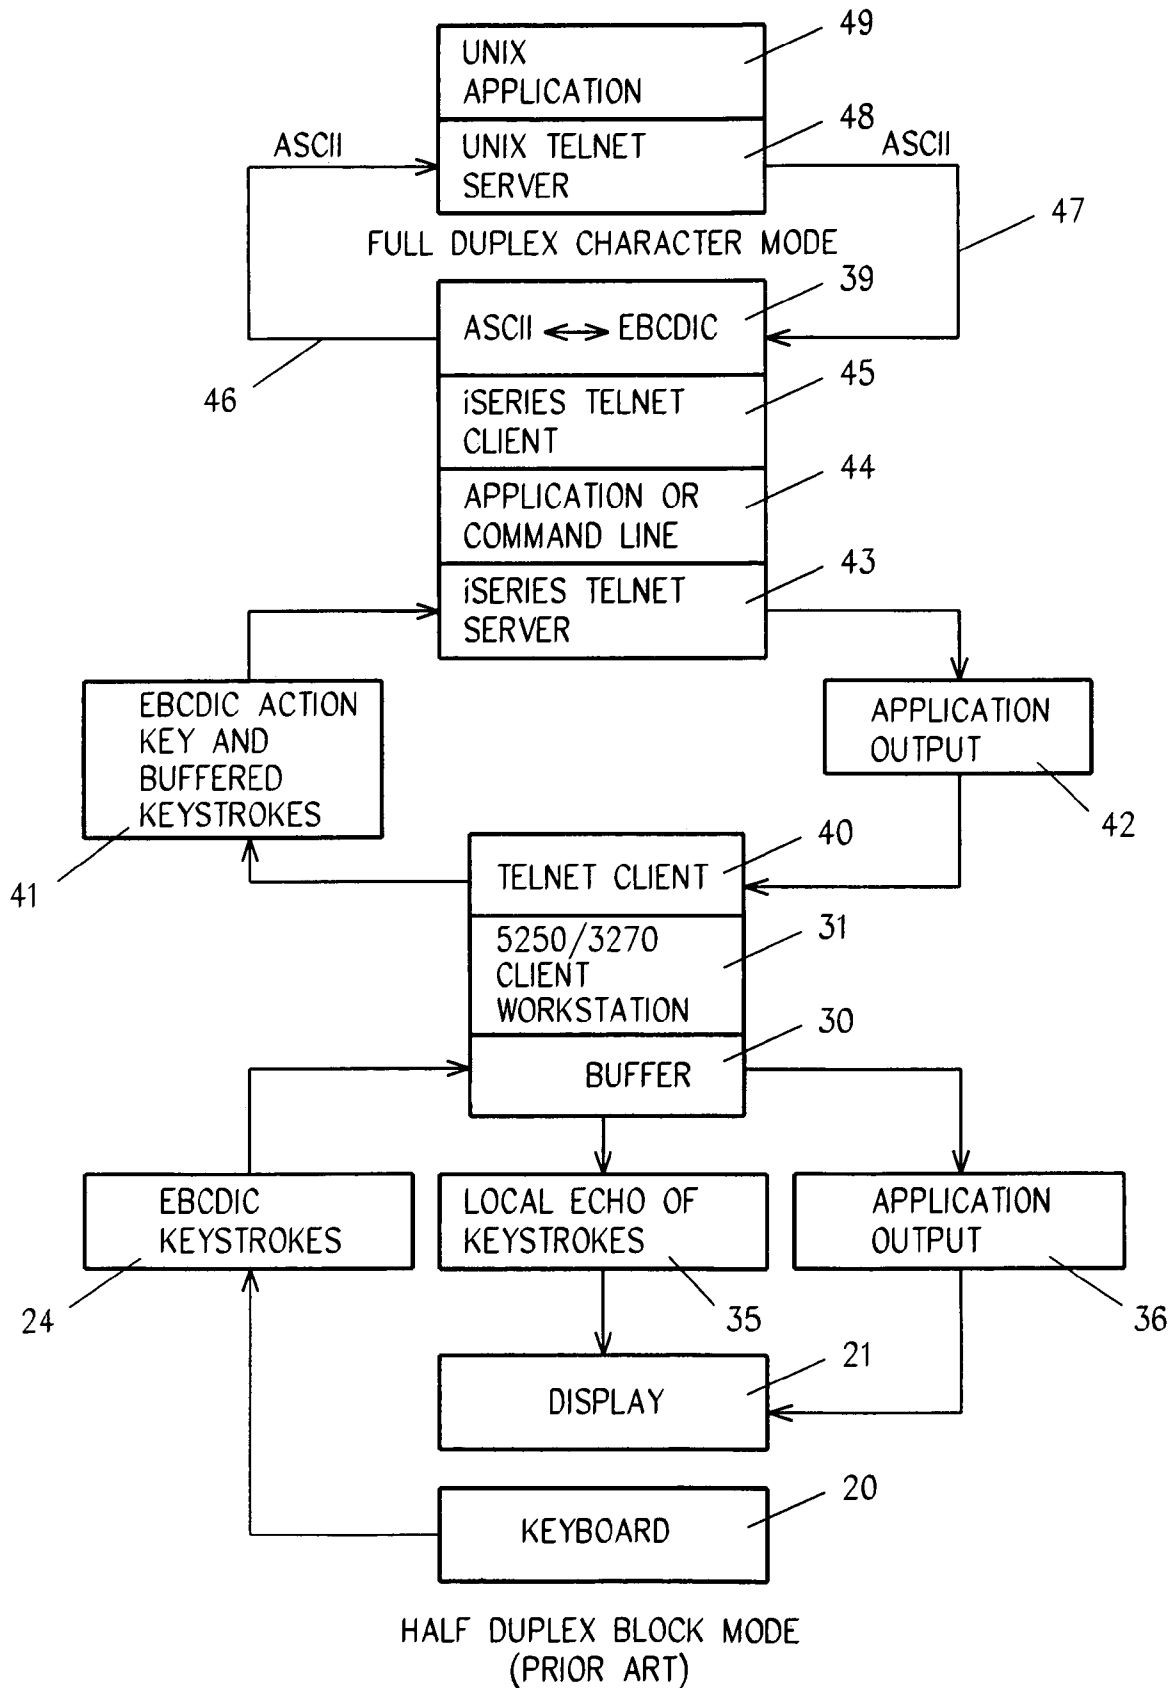 49
UNIX
APPLICATION
48
ASCII
UNIX TELNET
SERVER
ASCII
47
FULL DUPLEX CHARACTER MODE
39
ASCII ↔ EBCDIC
46
45
iSERIES TELNET
CLIENT
44
APPLICATION OR
COMMAND LINE
43
iSERIES TELNET
SERVER
EBCDIC ACTION
KEY AND
BUFFERED
KEYSTROKES
APPLICATION
OUTPUT
42
41
40
TELNET CLIENT
31
5250/3270
CLIENT
WORKSTATION
30
BUFFER
EBCDIC
KEYSTROKES
LOCAL ECHO OF
KEYSTROKES
APPLICATION
OUTPUT
24
35
36
21
DISPLAY
20
KEYBOARD
HALF DUPLEX BLOCK MODE
(PRIOR ART)